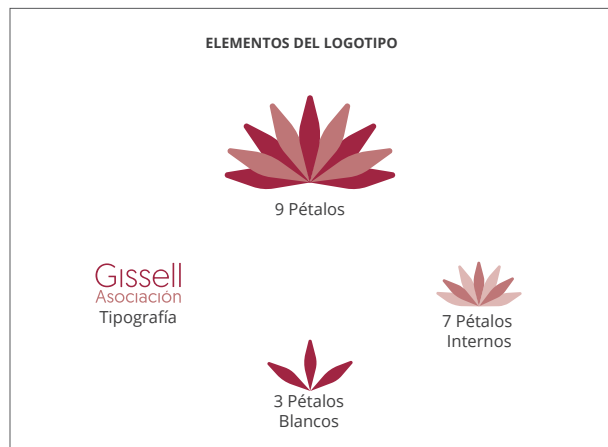 ELEMENTOS DEL LOGOTIPO
9 Pétalos
Gissell
Asociación
Tipografía
7 Pétalos
Internos
3 Pétalos
Blancos